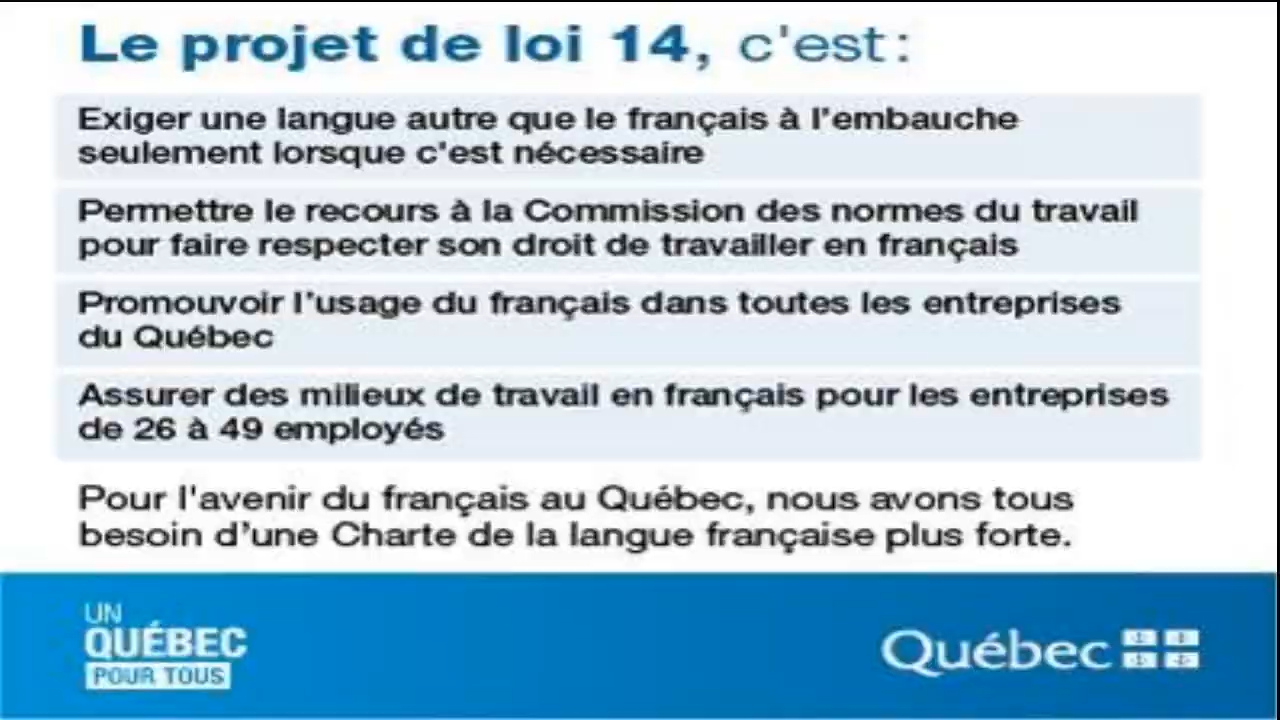 Le projet de loi 14, c'est :
Exiger une langue autre que le français à l'embauche
seulement lorsque c'est nécessaire
Permettre le recours à la Commission des normes du travail
pour faire respecter son droit de travailler en français
Promouvoir l'usage du français dans toutes les entreprises
du Québec
Assurer des milieux de travail en français pour les entreprises
de 26 à 49 employés
Pour l'avenir du français au Québec, nous avons tous
besoin d'une Charte de la langue française plus forte.
UN
QUÉBEC
POUR TOUS
Québec